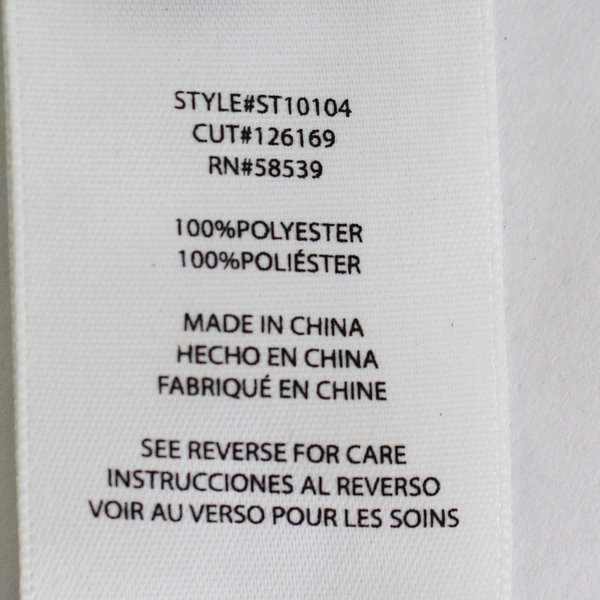 STYLE#ST10104
CUT#126169
RN#58539
100%POLYESTER
100%POLIÉSTER
MADE IN CHINA
HECHO EN CHINA
FABRIQUÉ EN CHINE
SEE REVERSE FOR CARE
INSTRUCCIONES AL REVERSO
VOIR AU VERSO POUR LES SOINS